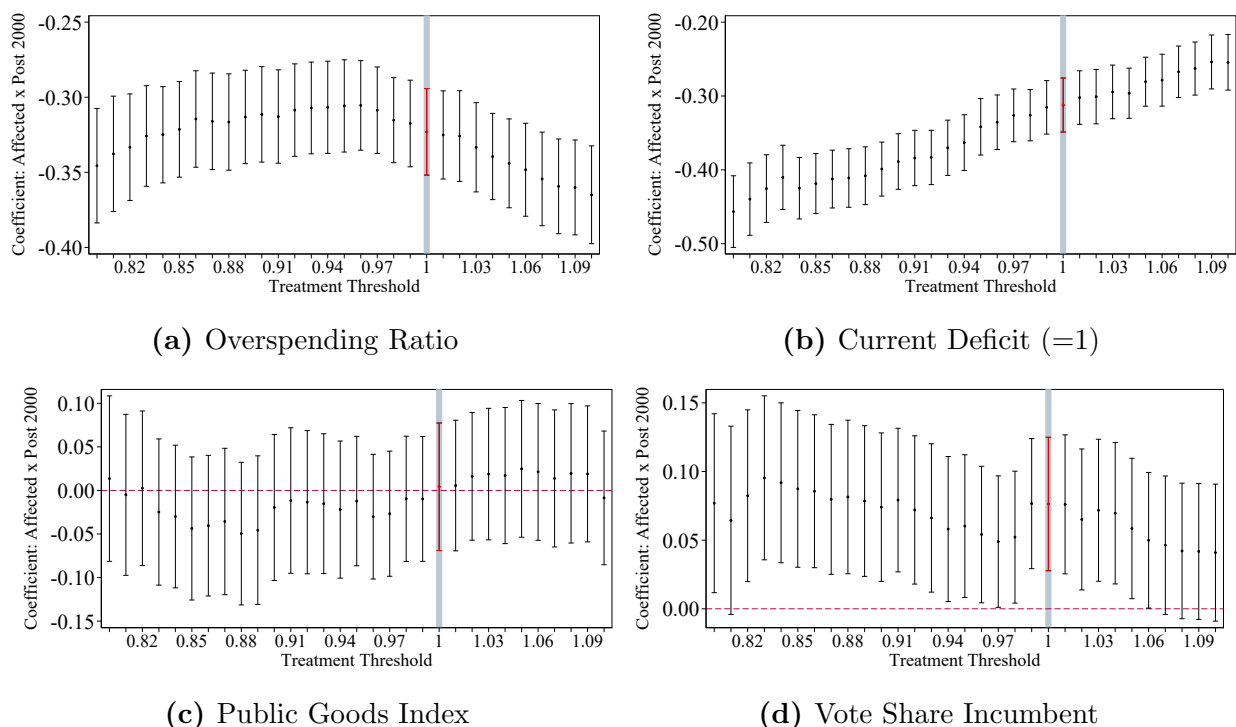 Coefficient: Affected x Post 2000
-0.25
-0.30
-0.35
-0.40
0.82 0.85 0.88 0.91 0.94 0.97 1 1.03 1.06 1.09
Treatment Threshold
(a) Overspending Ratio
Coefficient: Affected x Post 2000
-0.20
-0.30
-0.40
-0.50
0.82 0.85 0.88 0.91 0.94 0.97 1 1.03 1.06 1.09
Treatment Threshold
(b) Current Deficit (=1)
Coefficient: Affected x Post 2000
0.10
0.05
0.00
-0.05
-0.10
-0.15
0.82 0.85 0.88 0.91 0.94 0.97 1 1.03 1.06 1.09
Treatment Threshold
(c) Public Goods Index
Coefficient: Affected x Post 2000
0.15
0.10
0.05
0.00
0.82 0.85 0.88 0.91 0.94 0.97 1 1.03 1.06 1.09
Treatment Threshold
(d) Vote Share Incumbent